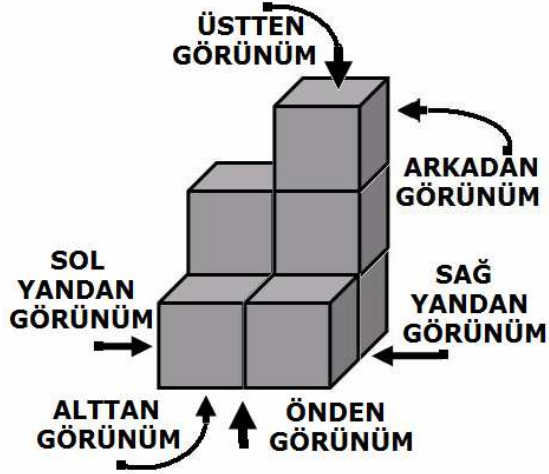 ÜSTTEN
GÖRÜNÜM
ARKADAN
GÖRÜNÜM
SOL
YANDAN
GÖRÜNÜM
SAĞ
YANDAN
GÖRÜNÜM
ALTTAN
GÖRÜNÜM
ÖNDEN
GÖRÜNÜM